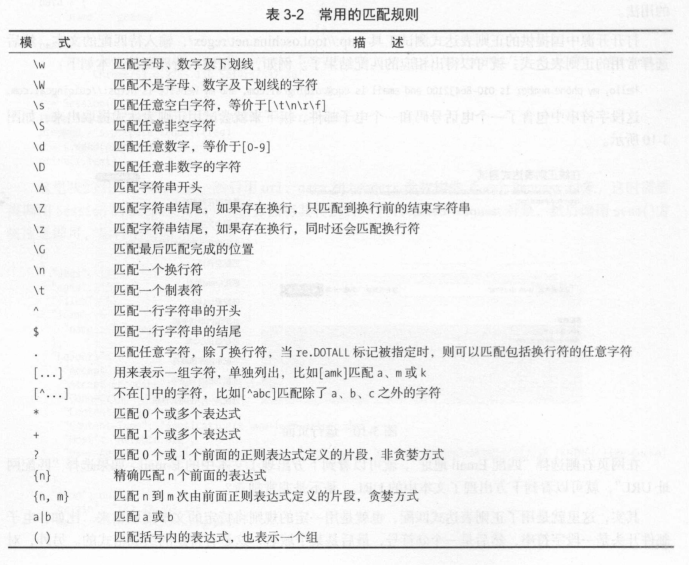 表 3-2 常用的匹配规则
模 式 描 述
\w 匹配字母，数字及下划线
\W 匹配不是字母，数字及下划线的字符
\s 匹配任意空白字符，等价于[\t\n\r\f]
\S 匹配任意非空字符
\d 匹配任意数字，等价于[0-9]
\D 匹配任意非数字的字符
\A 匹配字符串开头
\Z 匹配字符串结尾，如果存在换行，只匹配到换行前的结束字符串
\z 匹配字符串结尾，如果存在换行，同时还会匹配换行符
\G 匹配最后匹配完成的位置
\n 匹配一个换行符
\t 匹配一个制表符
^ 匹配一行字符串的开头
$ 匹配一行字符串的结尾
. 匹配任意字符，除了换行符，当 re.DOTALL 标记被指定时，则可以匹配包括换行符的任意字符
[...] 用来表示一组字符，单独列出，比如[amk]匹配 a、m 或 k
[^...] 不在[]中的字符，比如[^abc]匹配除了 a、b、c 之外的字符
* 匹配 0 个或多个表达式
+ 匹配 1 个或多个表达式
? 匹配 0 个或 1 个前面的正则表达式定义的片段，非贪婪方式
{n} 精确匹配 n 个前面的表达式
{n, m} 匹配 n 到 m 次由前面正则表达式定义的片段，贪婪方式
a|b 匹配 a 或 b
( ) 匹配括号内的表达式，也表示一个组